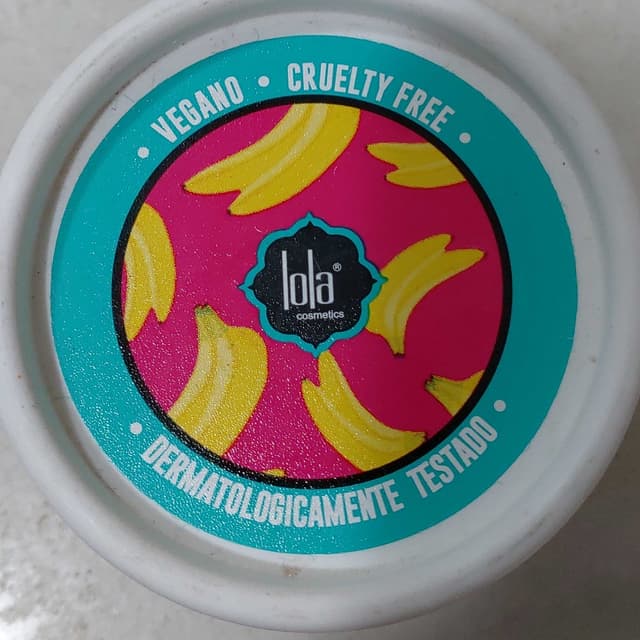 VEGANO • CRUELTY FREE
lola®
cosmetics
• DERMATOLOGICAMENTE TESTADO •